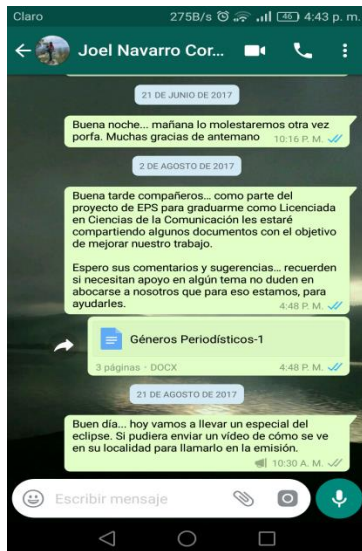 Claro 275B/s 46 4:43 p. m.
Joel Navarro Cor...
21 DE JUNIO DE 2017
Buena noche... mañana lo molestaremos otra vez
porfa. Muchas gracias de antemano 10:16 P. M.
2 DE AGOSTO DE 2017
Buena tarde compañeros... como parte del
proyecto de EPS para graduarme como Licenciada
en Ciencias de la Comunicación les estaré
compartiendo algunos documentos con el objetivo
de mejorar nuestro trabajo.
Espero sus comentarios y sugerencias... recuerden
si necesitan apoyo en algún tema no duden en
abocarse a nosotros que para eso estamos, para
ayudarles. 4:48 P. M.
Géneros Periodísticos-1
3 páginas · DOCX 4:48 P. M.
21 DE AGOSTO DE 2017
Buen día... hoy vamos a llevar un especial del
eclipse. Si pudiera enviar un vídeo de cómo se ve
en su localidad para llamarlo en la emisión.
10:30 A. M.
Escribir mensaje